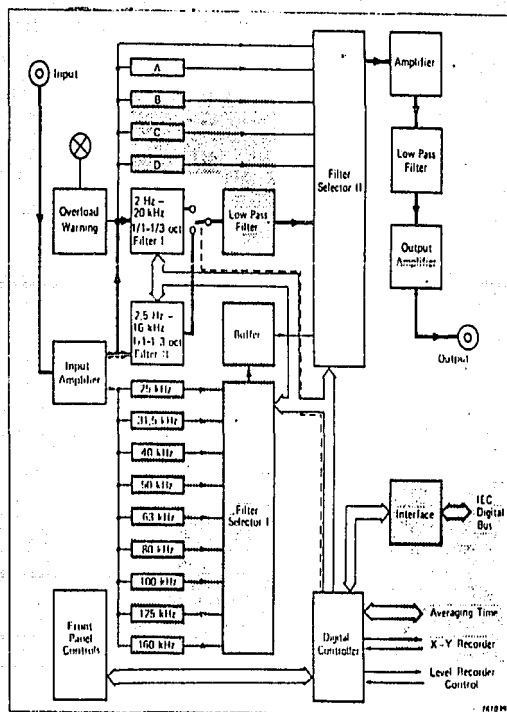 Input
A
B
C
D
Overload
Warning
2 Hz –
20 kHz
1/1–1/3 oct
Filter I
2,5 Hz –
16 kHz
1/1–1/3 oct
Filter II
Low Pass
Filter
Filter
Selector II
Amplifier
Low Pass
Filter
Output
Amplifier
Output
Buffer
Input
Amplifier
25 kHz
31,5 kHz
40 kHz
50 kHz
63 kHz
80 kHz
100 kHz
125 kHz
160 kHz
Filter
Selector I
Interface
IEC
Digital
Bus
Front
Panel
Controls
Digital
Controller
Averaging Time
X–Y Recorder
Level Recorder
Control